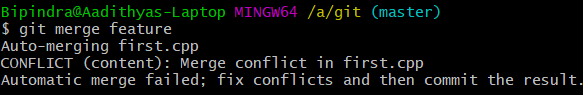 Bipindra@Aadithyas-Laptop MINGW64 /a/git (master)
$ git merge feature
Auto-merging first.cpp
CONFLICT (content): Merge conflict in first.cpp
Automatic merge failed; fix conflicts and then commit the result.